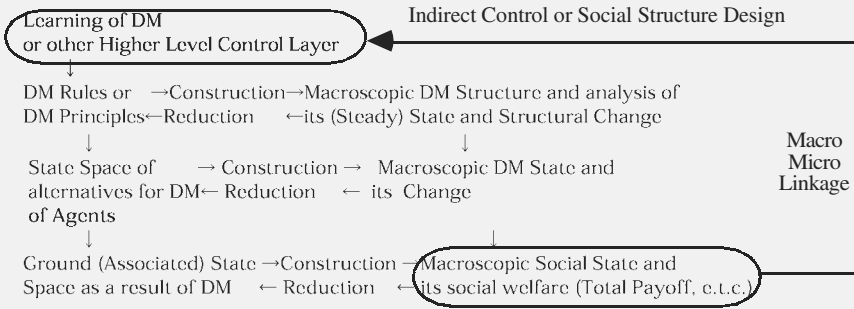 Indirect Control or Social Structure Design
Learning of DM
or other Higher Level Control Layer
↓
DM Rules or →Construction→Macroscopic DM Structure and analysis of
DM Principles←Reduction ←its (Steady) State and Structural Change
↓ ↓
State Space of → Construction → Macroscopic DM State and
alternatives for DM← Reduction ← its Change
of Agents
↓ ↓
Ground (Associated) State →Construction →Macroscopic Social State and
Space as a result of DM ← Reduction ←its social welfare (Total Payoff, e.t.c.)
Macro
Micro
Linkage